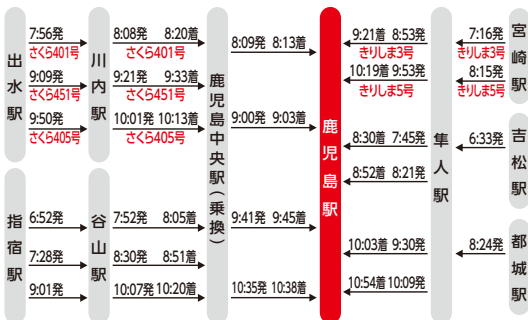 出水駅
7:56発
さくら401号
9:09発
さくら451号
9:50発
さくら405号
川内駅
8:08発 8:20着
さくら401号
9:21発 9:33着
さくら451号
10:01発 10:13着
さくら405号
指宿駅
6:52発
7:28発
9:01発
谷山駅
7:52発 8:05着
8:30発 8:51着
10:07発 10:20着
鹿児島中央駅(乗換)
8:09発 8:13着
9:00発 9:03着
9:41発 9:45着
10:35発 10:38着
鹿児島駅
9:21着 8:53発
きりしま3号
10:19着 9:53発
きりしま5号
8:30着 7:45発
8:52着 8:21発
10:03着 9:30発
10:54着 10:09発
隼人駅
7:16発
きりしま3号
8:15発
きりしま5号
6:33発
8:24発
宮崎駅
吉松駅
都城駅